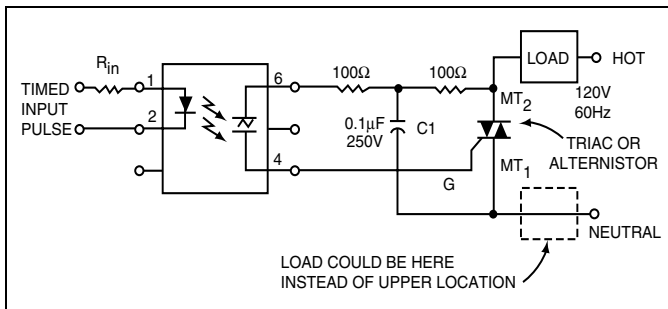 Rin
TIMED
INPUT
PULSE
1
2
6
4
100Ω
100Ω
0.1μF
250V
C1
MT2
MT1
G
LOAD
HOT
120V
60Hz
TRIAC OR
ALTERNISTOR
NEUTRAL
LOAD COULD BE HERE
INSTEAD OF UPPER LOCATION